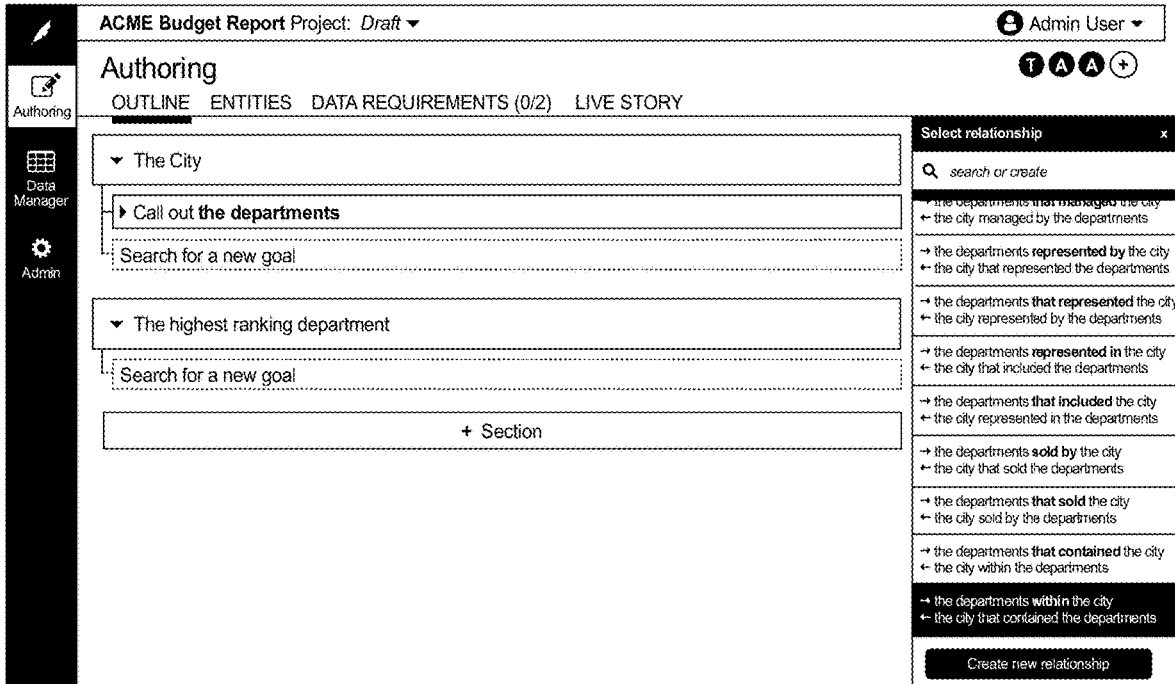 ACME Budget Report Project: Draft
Admin User
Authoring
T A A +
OUTLINE ENTITIES DATA REQUIREMENTS (0/2) LIVE STORY
Authoring
Data
Manager
Admin
The City
Call out the departments
Search for a new goal
The highest ranking department
Search for a new goal
+ Section
Select relationship x
search or create
→ the departments that managed the city
← the city managed by the departments
→ the departments represented by the city
← the city that represented the departments
→ the departments that represented the city
← the city represented by the departments
→ the departments represented in the city
← the city that included the departments
→ the departments that included the city
← the city represented in the departments
→ the departments sold by the city
← the city that sold the departments
→ the departments that sold the city
← the city sold by the departments
→ the departments that contained the city
← the city within the departments
→ the departments within the city
← the city that contained the departments
Create new relationship